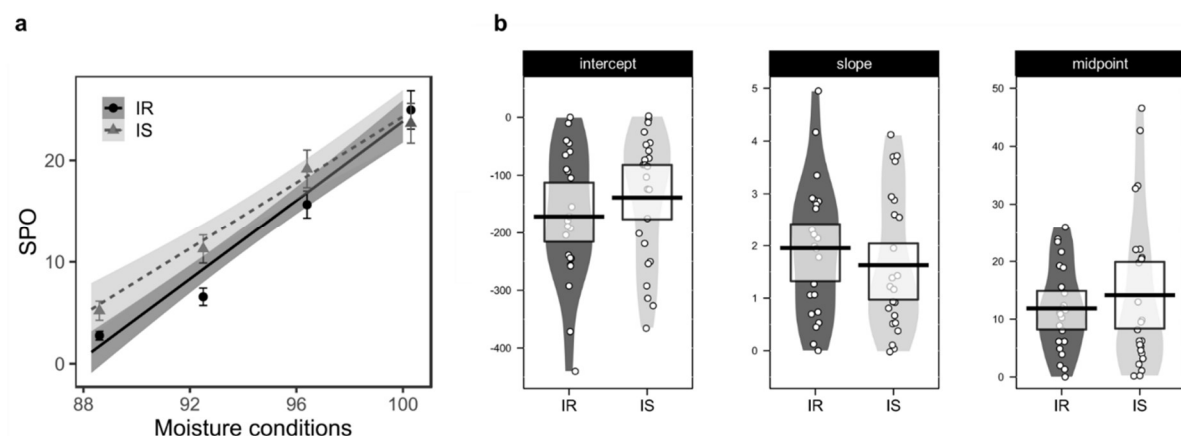 a
IR
IS
SPO
20
10
0
88
92
96
100
Moisture conditions
b
intercept
0
-100
-200
-300
-400
IR
IS
slope
5
4
3
2
1
0
IR
IS
midpoint
50
40
30
20
10
0
IR
IS